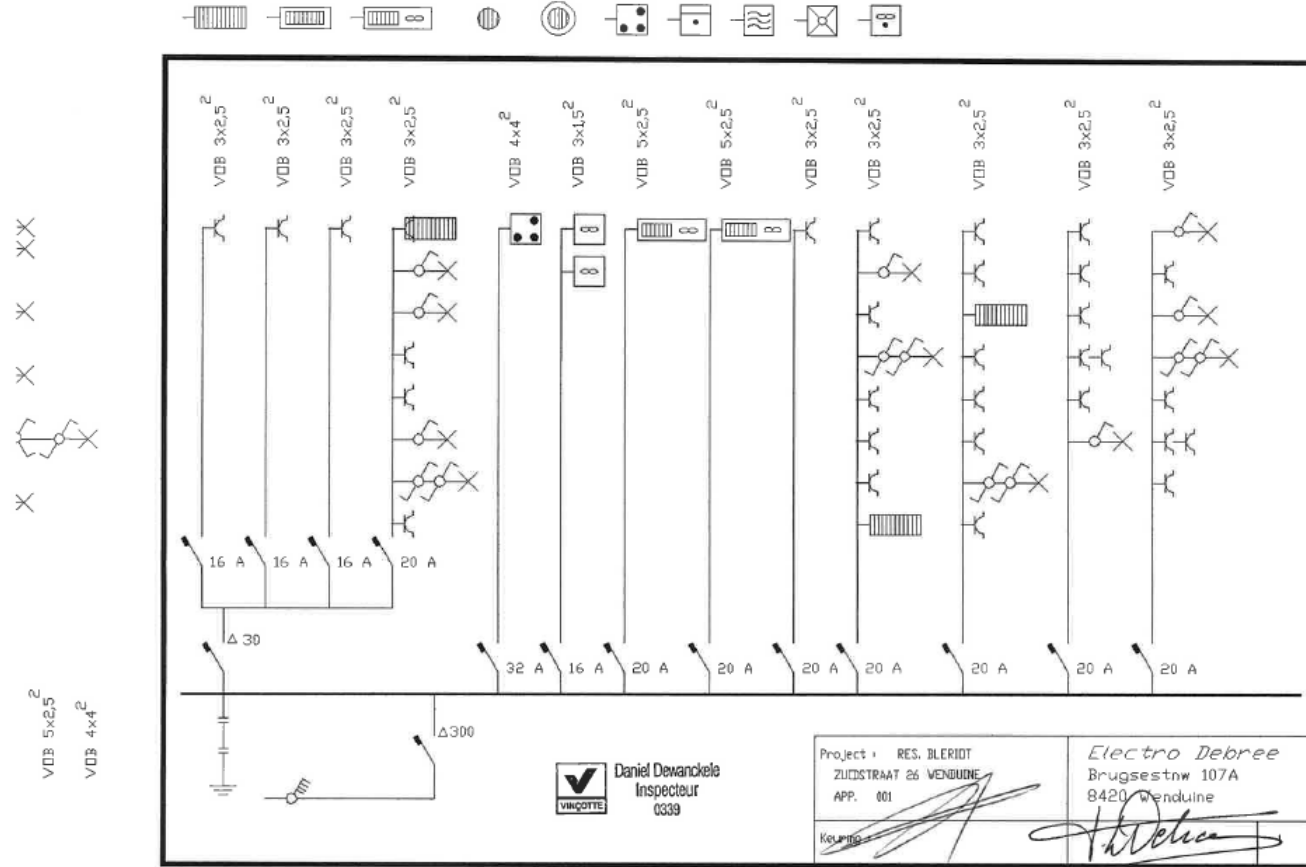 VOB 3x2,5²
VOB 3x2,5²
VOB 3x2,5²
VOB 3x2,5²
VOB 4x4²
VOB 3x1,5²
VOB 5x2,5²
VOB 5x2,5²
VOB 3x2,5²
VOB 3x2,5²
VOB 3x2,5²
VOB 3x2,5²
VOB 3x2,5²
16 A
16 A
16 A
20 A
Δ 30
32 A
16 A
20 A
20 A
20 A
20 A
20 A
20 A
20 A
VOB 5x2,5²
VOB 4x4²
Δ300
VINÇOTTE
Daniel Dewanckele
Inspecteur
0339
Project : RES. BLERIOT
ZUIDSTRAAT 26 WENDUINE
APP. 001
Keuring :
Electro Debree
Brugsestnw 107A
8420 Wenduine